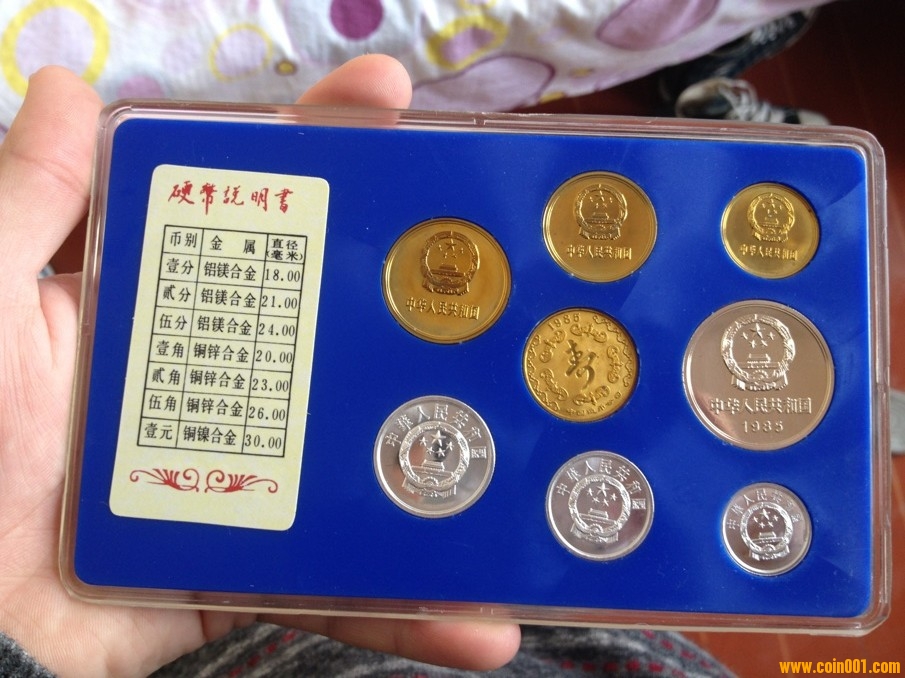 硬幣説明書
币别 金属 直径(毫米)
壹分 铝镁合金 18.00
贰分 铝镁合金 21.00
伍分 铝镁合金 24.00
壹角 铜锌合金 20.00
贰角 铜锌合金 23.00
伍角 铜锌合金 26.00
壹元 铜镍合金 30.00
中华人民共和国
中华人民共和国
中华人民共和国
1986
中华人民共和国
1985
中华人民共和国
中华人民共和国
中华人民共和国
www.coin001.com